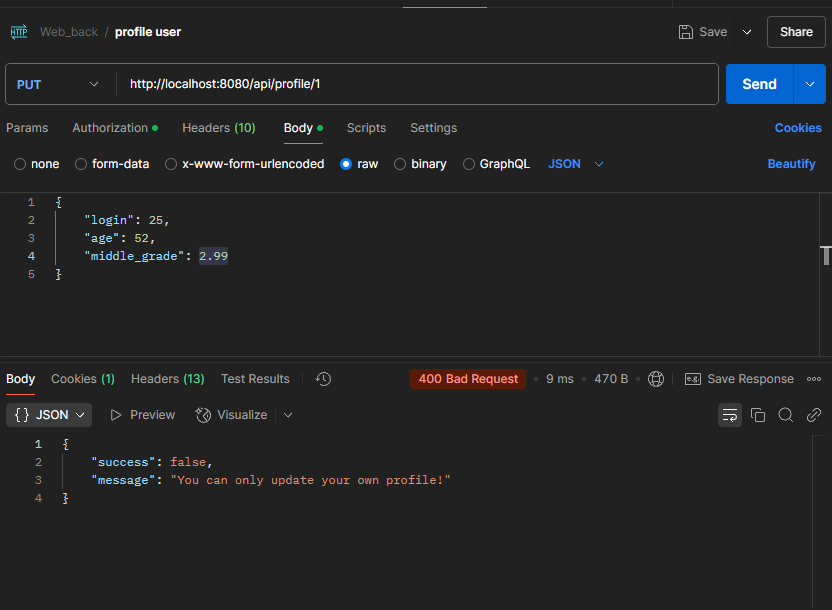 HTTP Web_back / profile user Save Share
PUT http://localhost:8080/api/profile/1 Send
Params Authorization Headers (10) Body Scripts Settings Cookies
none form-data x-www-form-urlencoded raw binary GraphQL JSON Beautify
1 {
2 "login": 25,
3 "age": 52,
4 "middle_grade": 2.99
5 }
Body Cookies (1) Headers (13) Test Results 400 Bad Request • 9 ms • 470 B • e.g. Save Response
{} JSON Preview Visualize
1 {
2 "success": false,
3 "message": "You can only update your own profile!"
4 }